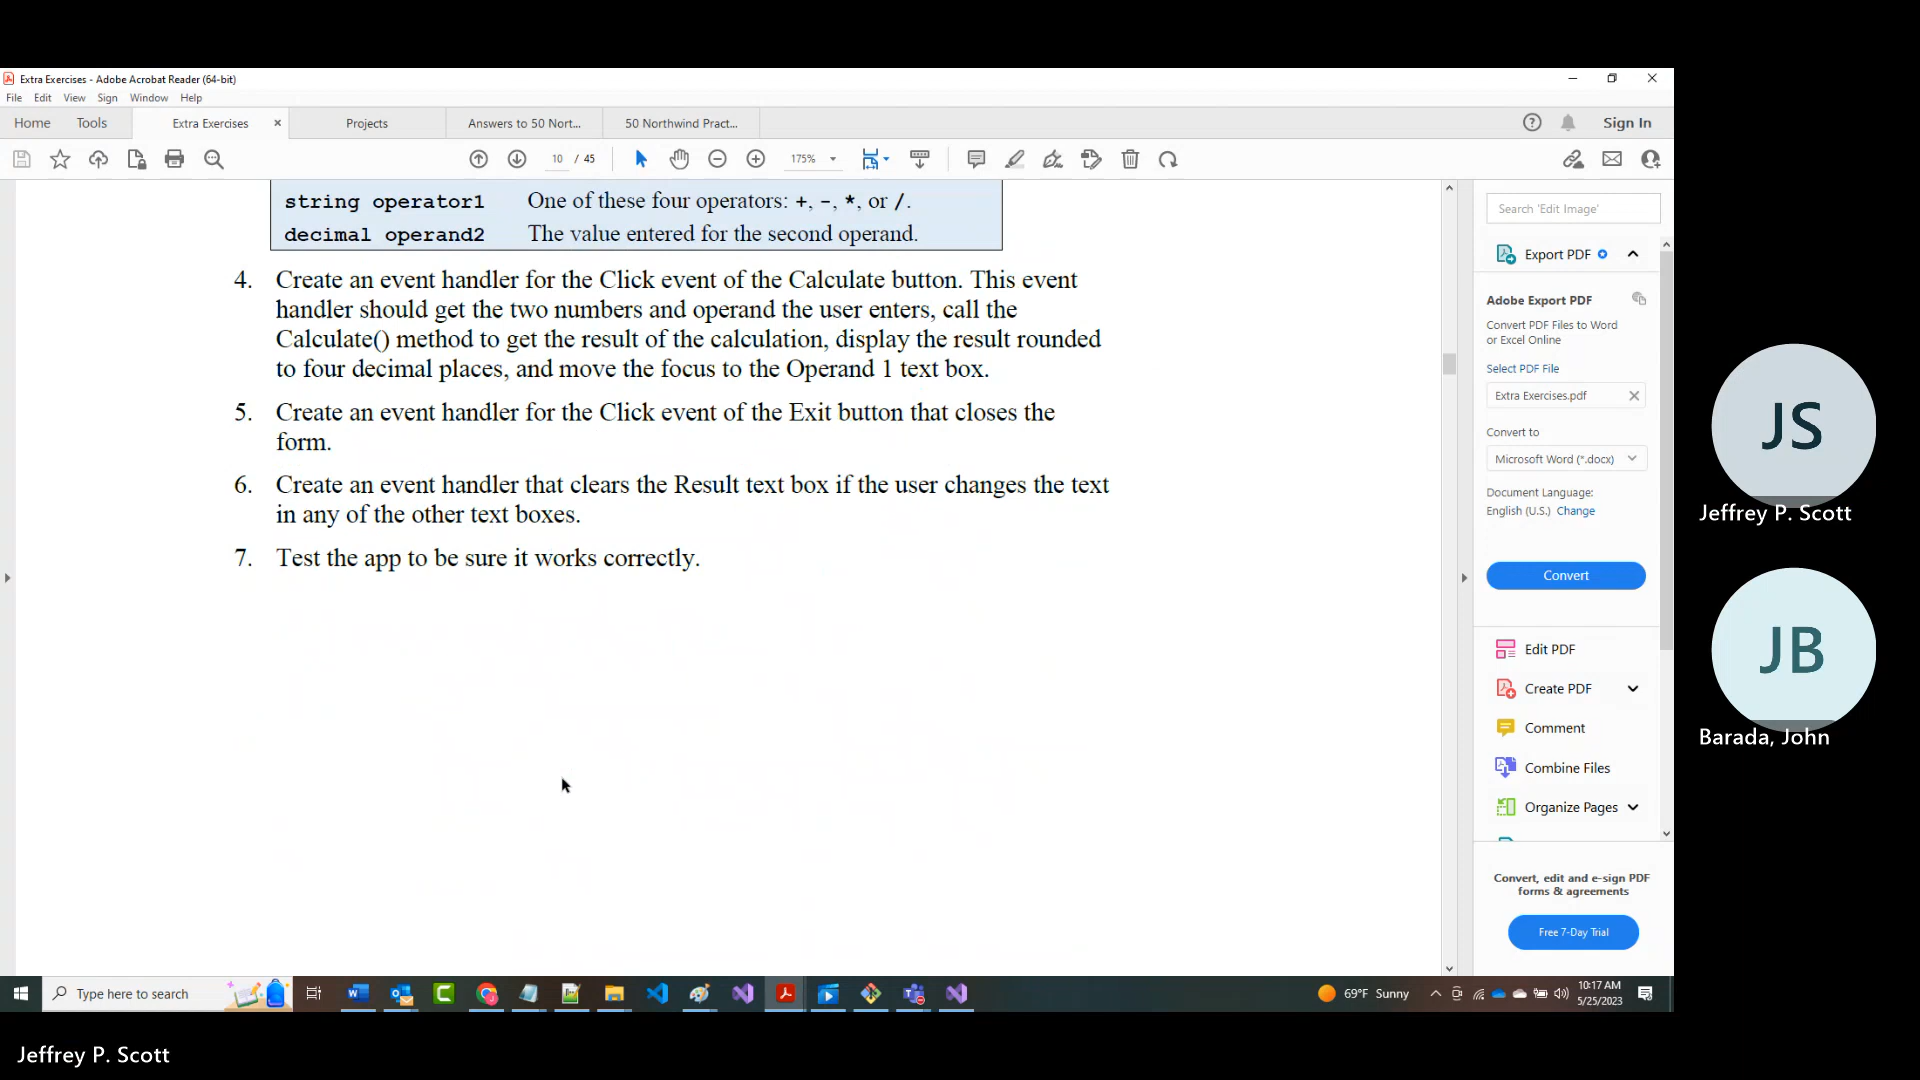 Extra Exercises - Adobe Acrobat Reader (64-bit)
File Edit View Sign Window Help
Home Tools Extra Exercises Projects Answers to 50 Nort... 50 Northwind Pract... Sign In
10 / 45 175%
string operator1 One of these four operators: +, -, *, or /.
decimal operand2 The value entered for the second operand.
4. Create an event handler for the Click event of the Calculate button. This event
handler should get the two numbers and operand the user enters, call the
Calculate() method to get the result of the calculation, display the result rounded
to four decimal places, and move the focus to the Operand 1 text box.
5. Create an event handler for the Click event of the Exit button that closes the
form.
6. Create an event handler that clears the Result text box if the user changes the text
in any of the other text boxes.
7. Test the app to be sure it works correctly.
Search 'Edit Image'
Export PDF
Adobe Export PDF
Convert PDF Files to Word
or Excel Online
Select PDF File
Extra Exercises.pdf
Convert to
Microsoft Word (*.docx)
Document Language:
English (U.S.) Change
Convert
Edit PDF
Create PDF
Comment
Combine Files
Organize Pages
Convert, edit and e-sign PDF
forms & agreements
Free 7-Day Trial
JS
Jeffrey P. Scott
JB
Barada, John
Type here to search
69°F Sunny
10:17 AM
5/25/2023
Jeffrey P. Scott